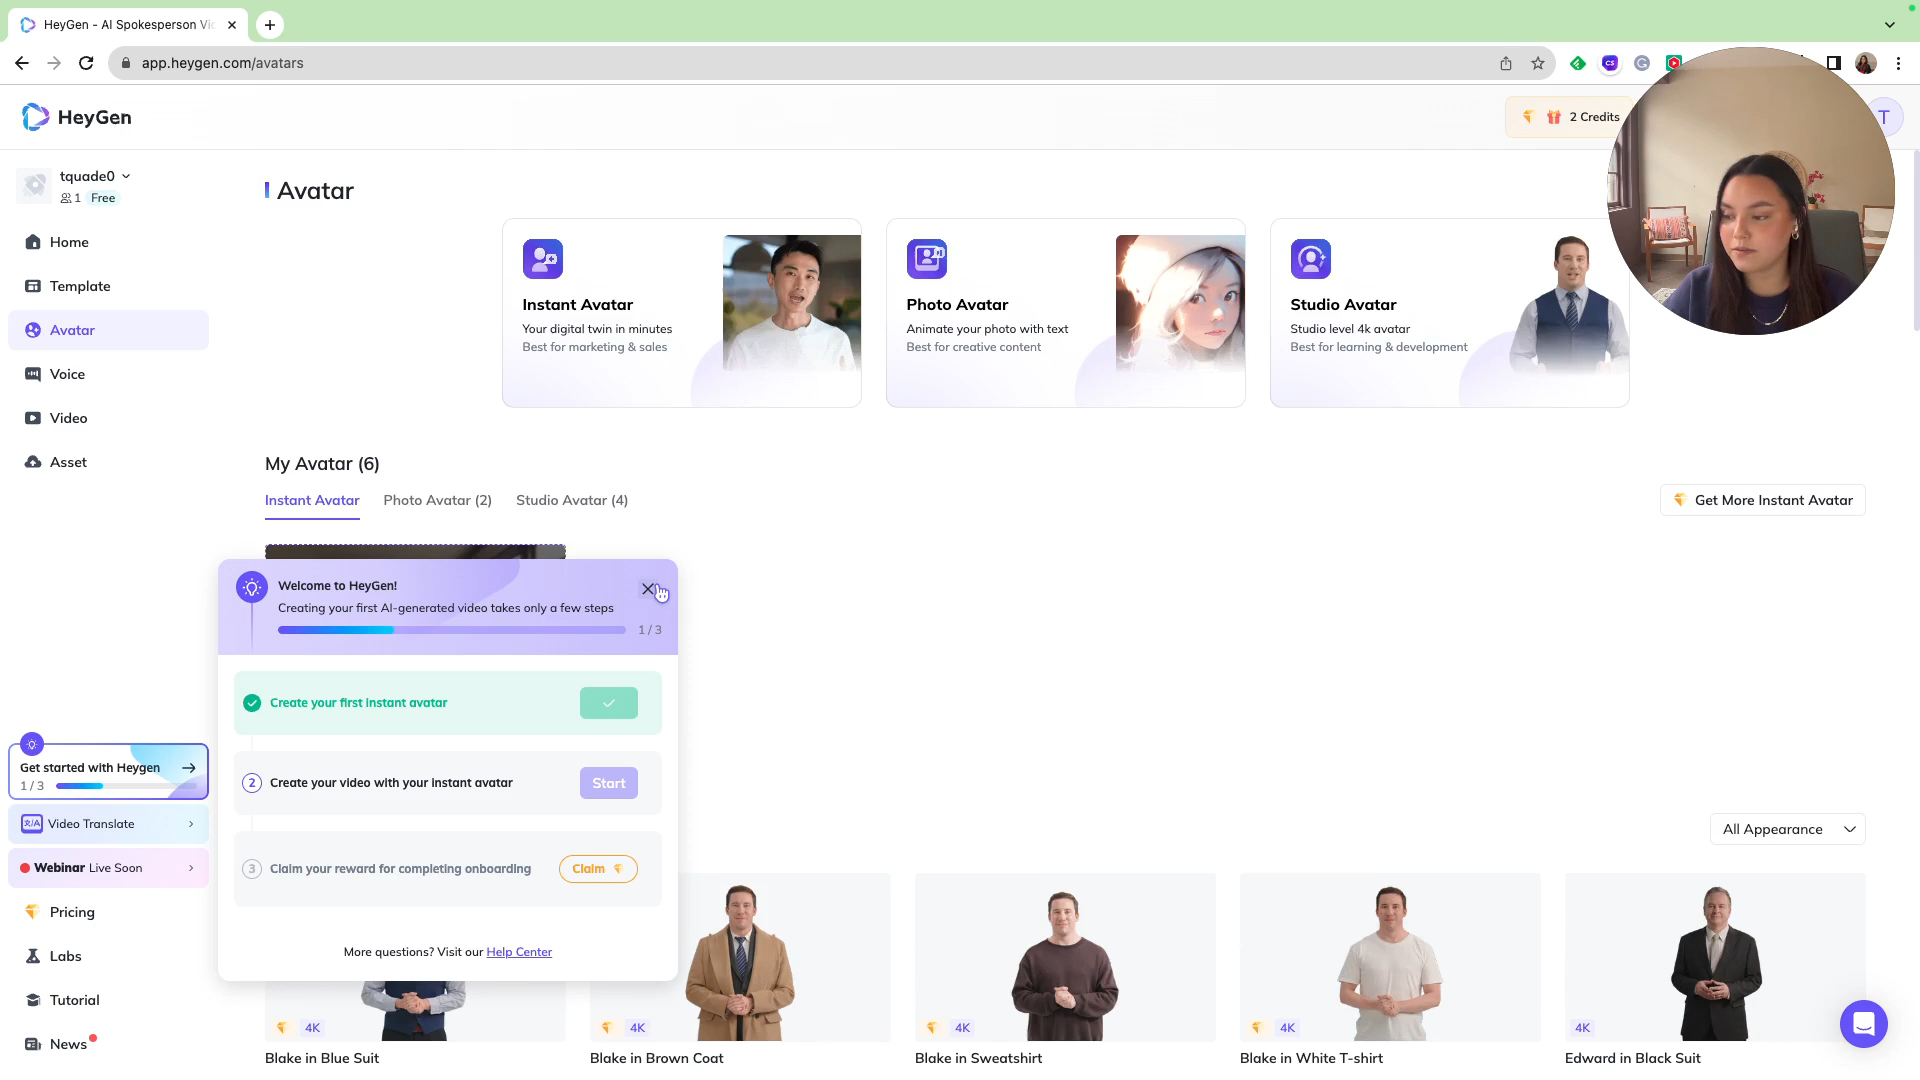 HeyGen - AI Spokesperson Vi
app.heygen.com/avatars
HeyGen
2 Credits
T
tquade0
1 Free
Home
Template
Avatar
Voice
Video
Asset
Get started with Heygen
1 / 3
Video Translate
Webinar Live Soon
Pricing
Labs
Tutorial
News
Avatar
Instant Avatar
Your digital twin in minutes
Best for marketing & sales
Photo Avatar
Animate your photo with text
Best for creative content
Studio Avatar
Studio level 4k avatar
Best for learning & development
My Avatar (6)
Instant Avatar Photo Avatar (2) Studio Avatar (4)
Get More Instant Avatar
Welcome to HeyGen!
Creating your first AI-generated video takes only a few steps
1 / 3
Create your first instant avatar
2 Create your video with your instant avatar Start
3 Claim your reward for completing onboarding Claim
More questions? Visit our Help Center
All Appearance
4K 4K 4K 4K 4K
Blake in Blue Suit Blake in Brown Coat Blake in Sweatshirt Blake in White T-shirt Edward in Black Suit